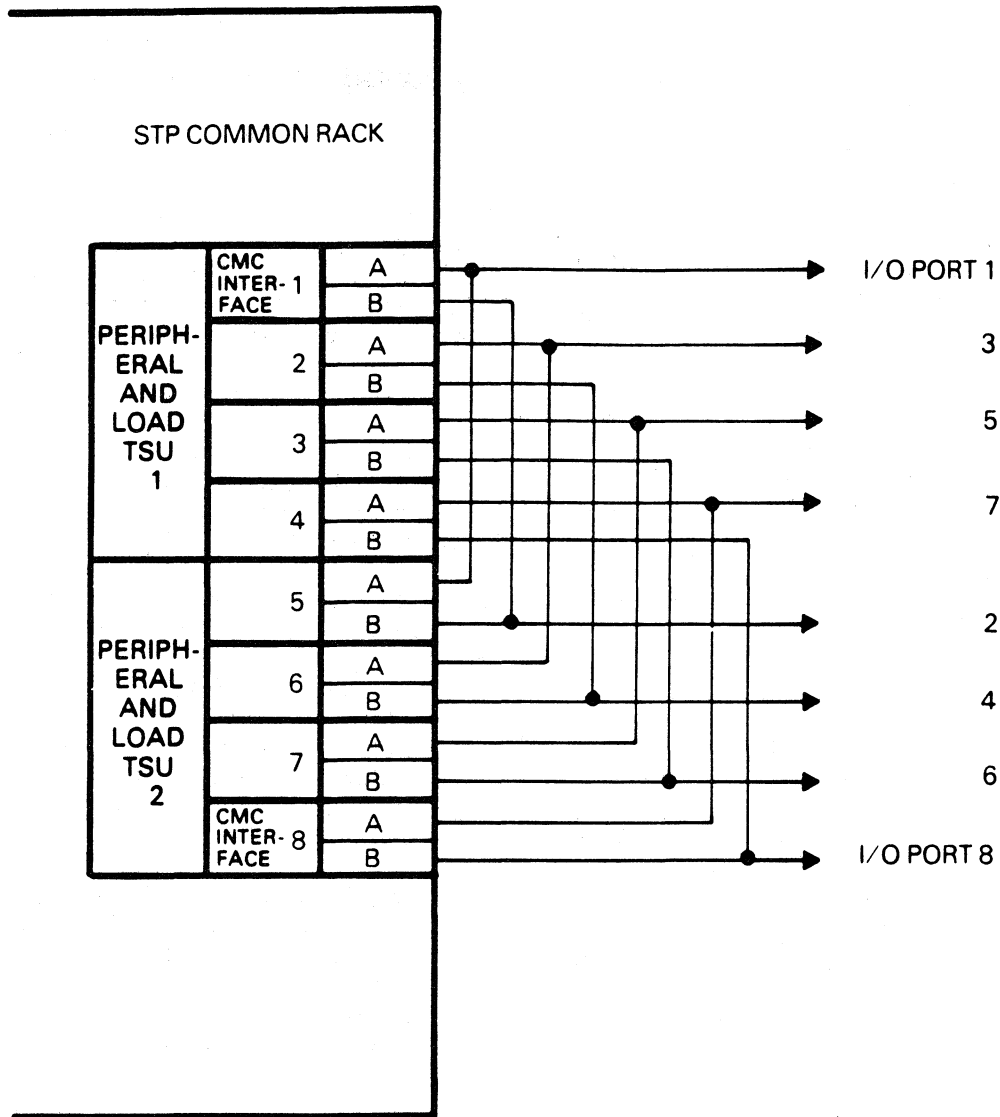 STP COMMON RACK
PERIPH-
ERAL
AND
LOAD
TSU
1
CMC
INTER-
FACE
1
A
B
2
A
B
3
A
B
4
A
B
PERIPH-
ERAL
AND
LOAD
TSU
2
5
A
B
6
A
B
7
A
B
CMC
INTER-
FACE
8
A
B
I/O PORT 1
3
5
7
2
4
6
I/O PORT 8